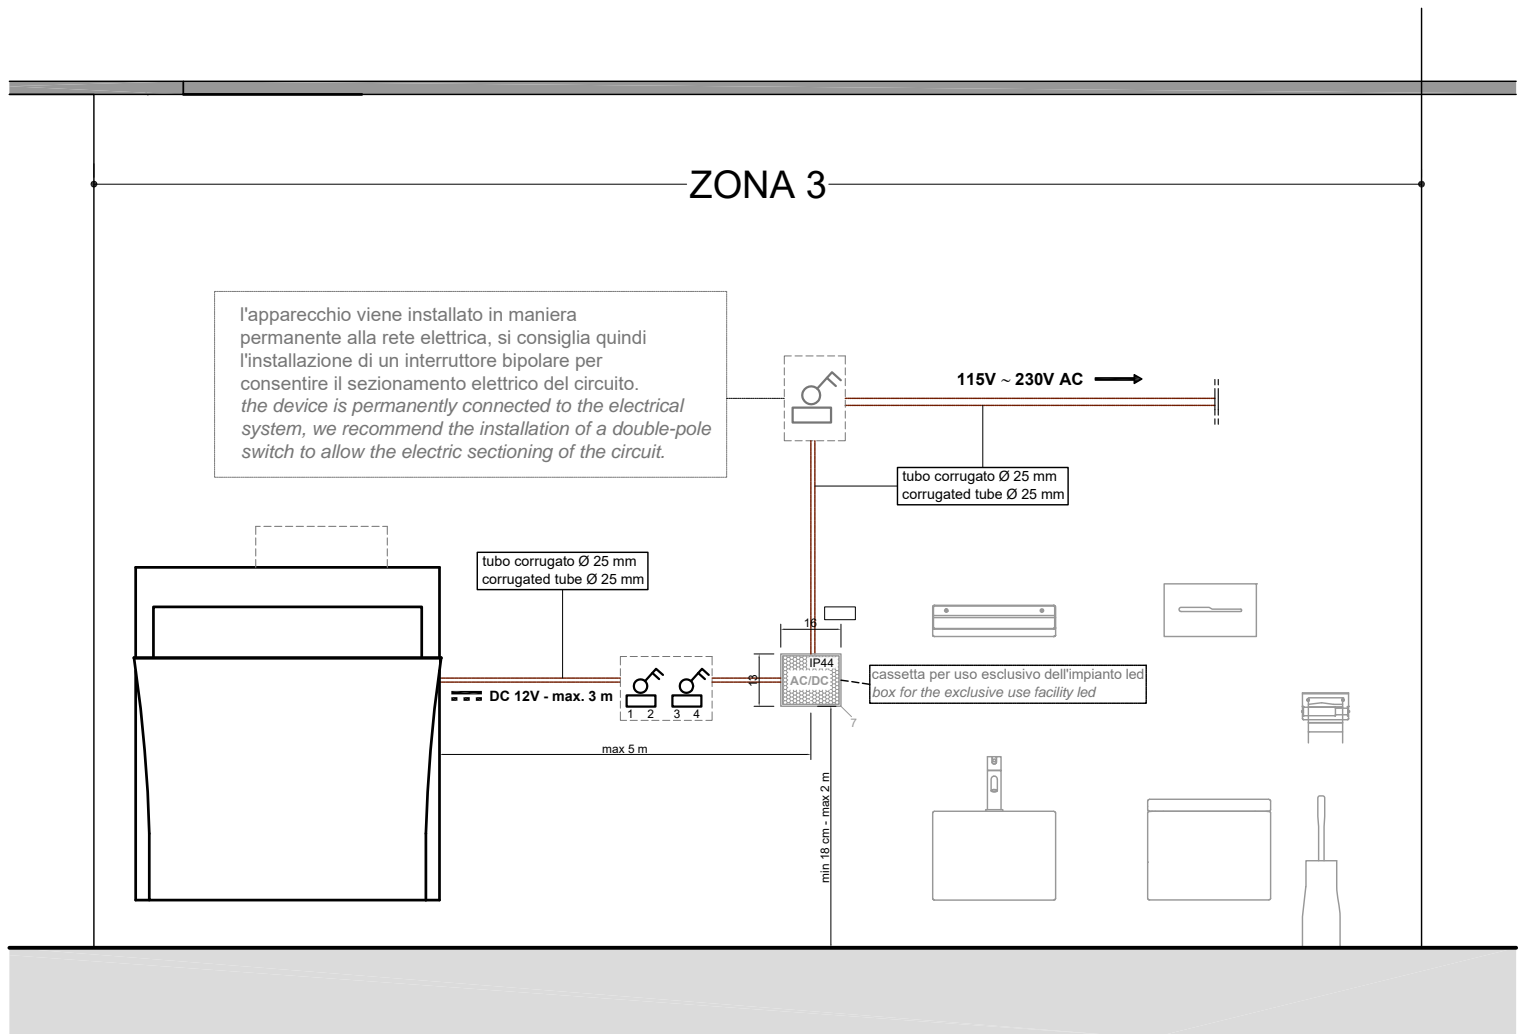 ZONA 3
l'apparecchio viene installato in maniera
permanente alla rete elettrica, si consiglia quindi
l'installazione di un interruttore bipolare per
consentire il sezionamento elettrico del circuito.
the device is permanently connected to the electrical
system, we recommend the installation of a double-pole
switch to allow the electric sectioning of the circuit.
115V ~ 230V AC
tubo corrugato Ø 25 mm
corrugated tube Ø 25 mm
tubo corrugato Ø 25 mm
corrugated tube Ø 25 mm
16
13
IP44
AC/DC
7
cassetta per uso esclusivo dell'impianto led
box for the exclusive use facility led
DC 12V - max. 3 m
1 2 3 4
max 5 m
min 18 cm - max 2 m